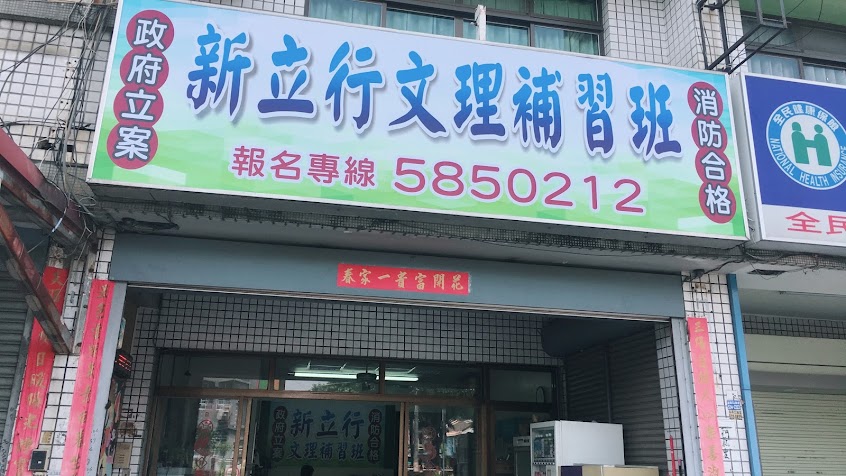 政府立案
新立行文理補習班
消防合格
報名專線 5850212
全民健康保險
NATIONAL HEALTH INSURANCE
全民
花開富貴一家春
政府立案
新立行
文理補習班
消防合格